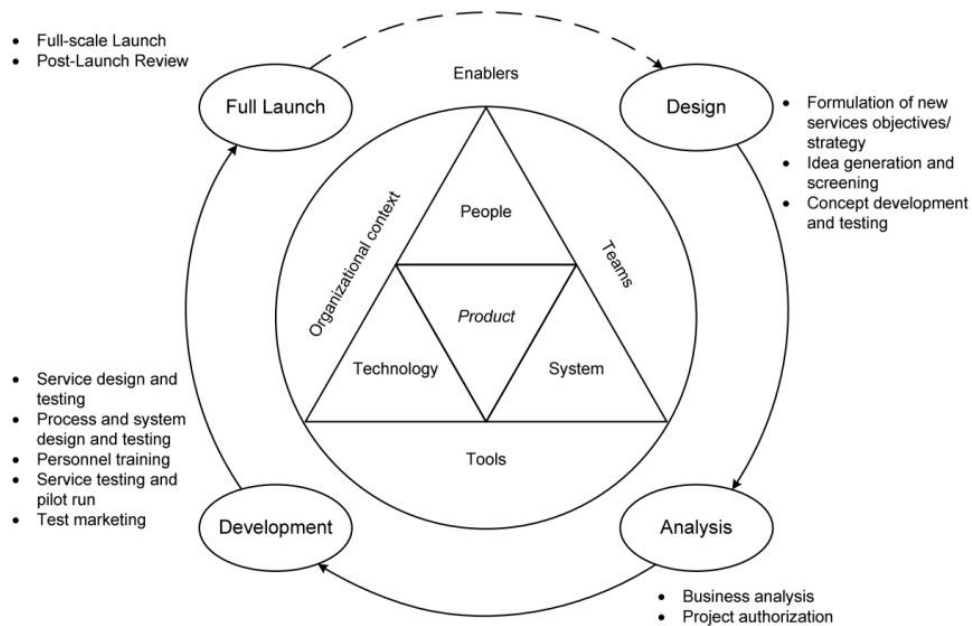 • Full-scale Launch
• Post-Launch Review
Full Launch
Enablers
Design
• Formulation of new
services objectives/
strategy
• Idea generation and
screening
• Concept development
and testing
Organizational context
People
Teams
Product
Technology
System
Tools
• Service design and
testing
• Process and system
design and testing
• Personnel training
• Service testing and
pilot run
• Test marketing
Development
Analysis
• Business analysis
• Project authorization